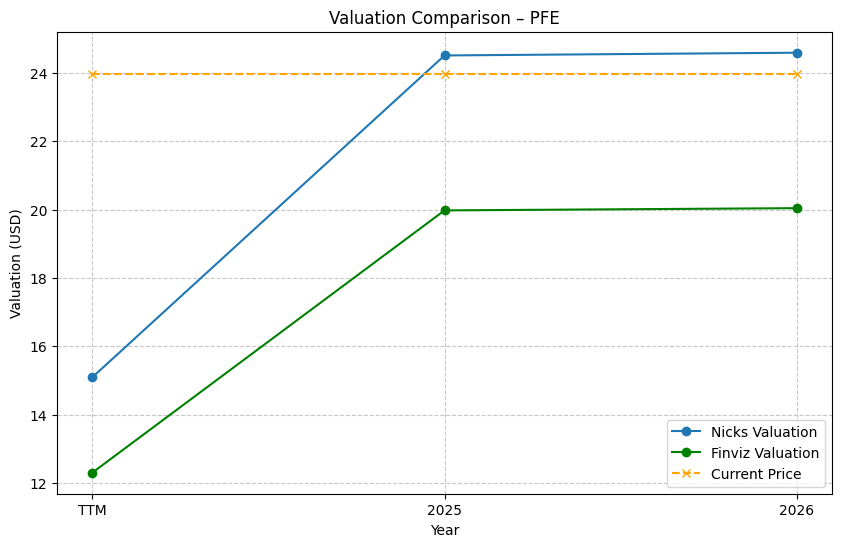 Valuation Comparison – PFE
Valuation (USD)
24
22
20
18
16
14
12
TTM
2025
2026
Year
Nicks Valuation
Finviz Valuation
Current Price